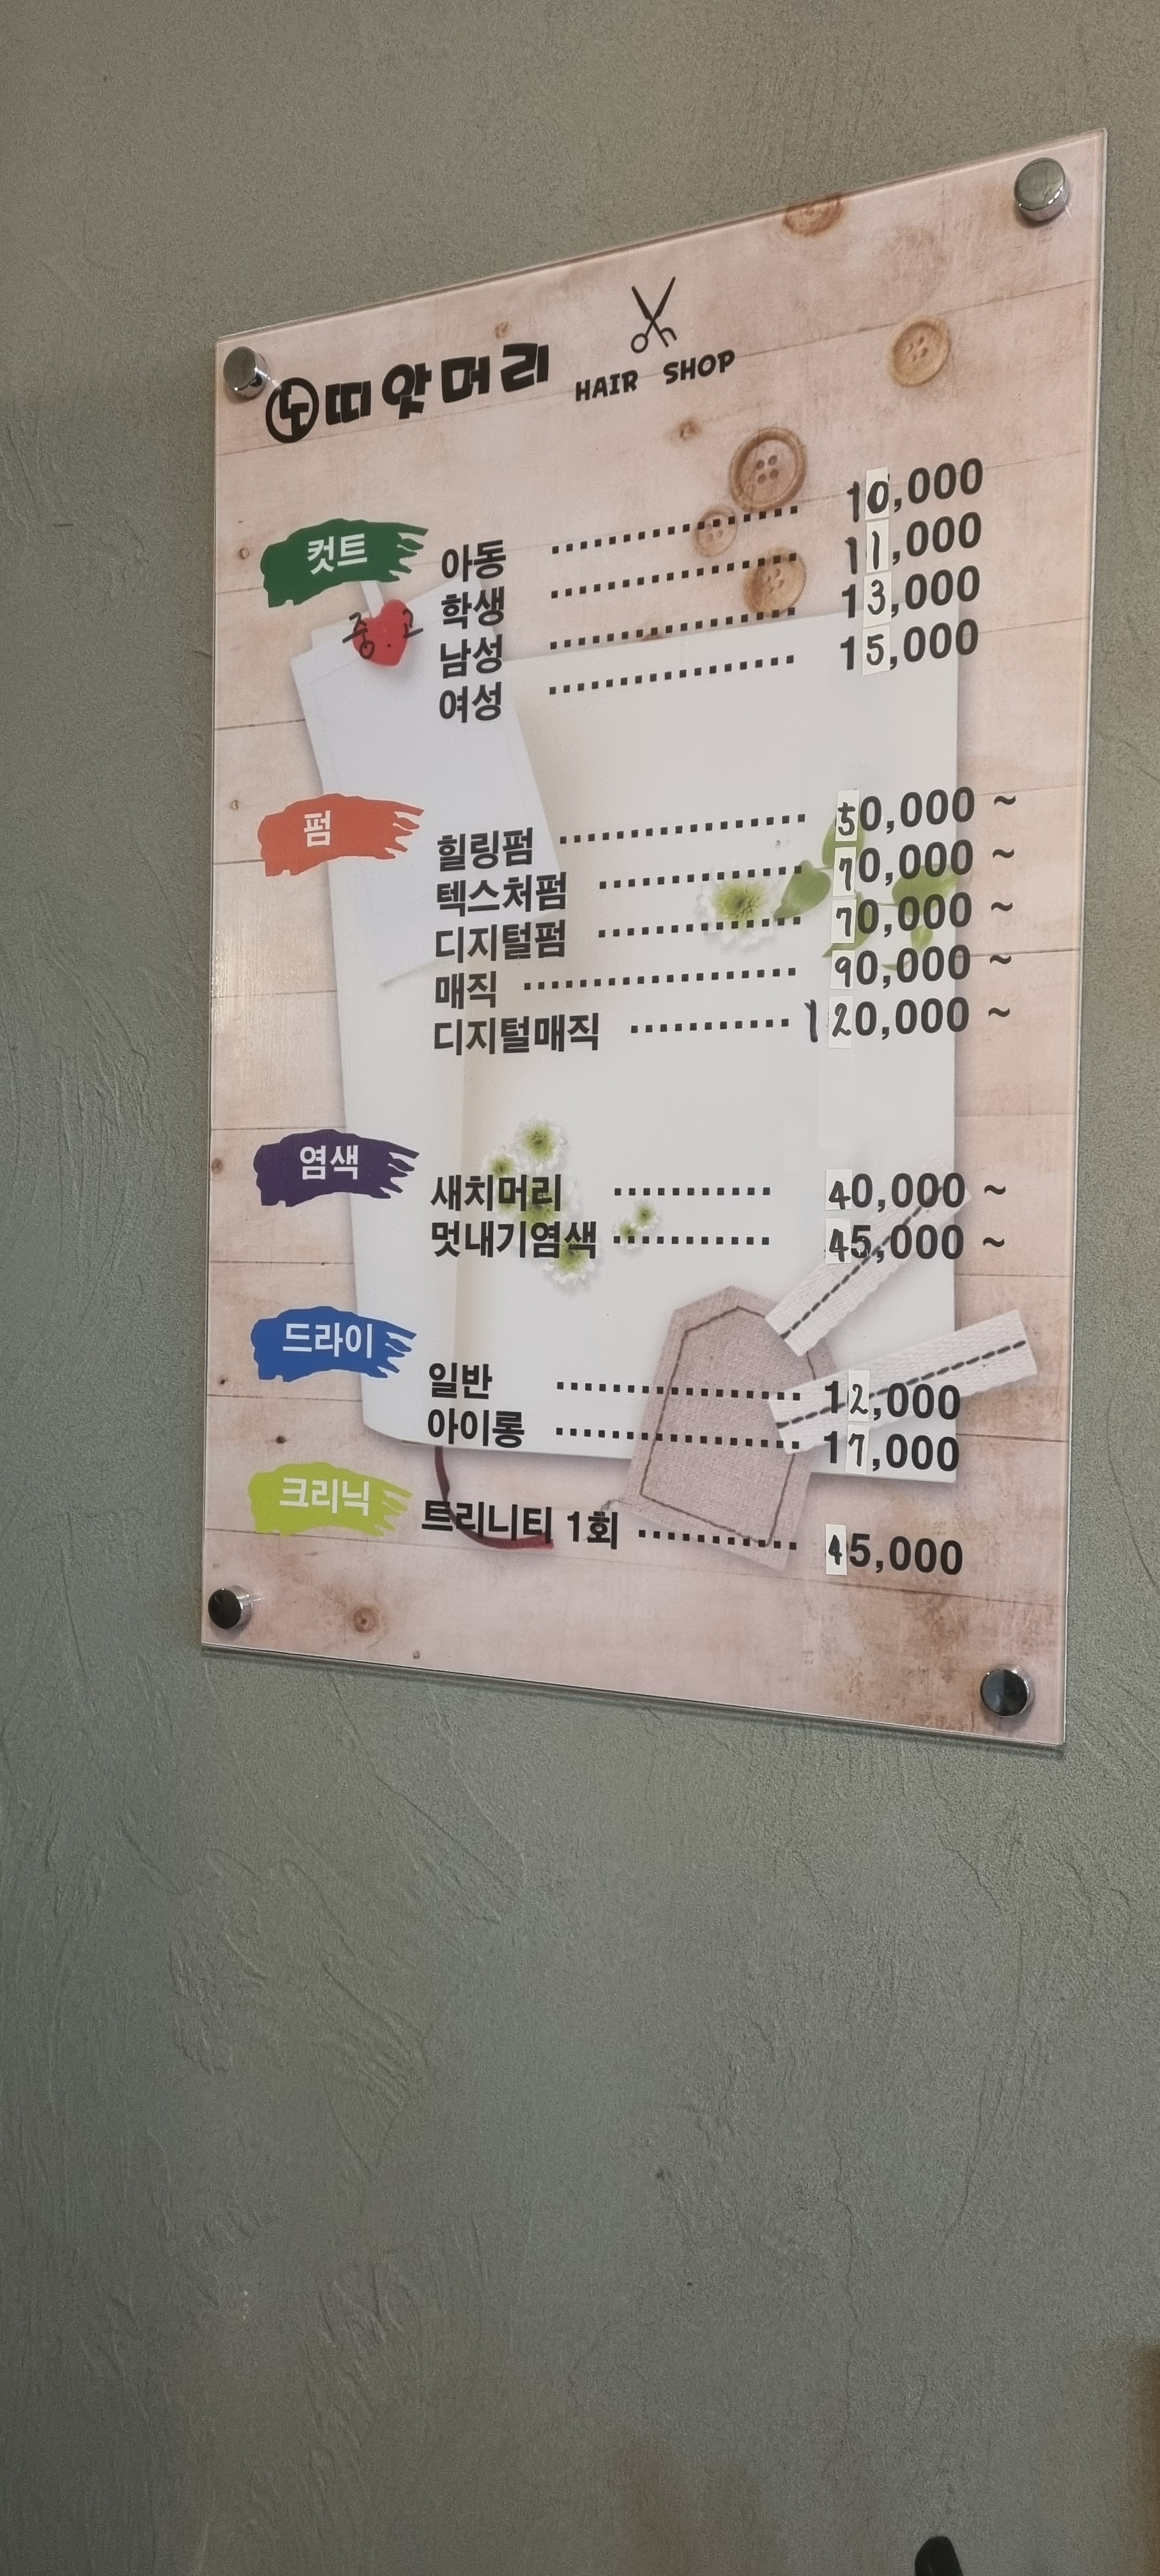 노띠앗머리 HAIR SHOP
컷트
아동 ................. 10,000
중.고 학생 ................. 11,000
남성 ................. 13,000
여성 ................. 15,000
펌
힐링펌 ................. 50,000 ~
텍스처펌 .............. 70,000 ~
디지털펌 .............. 70,000 ~
매직 ................... 90,000 ~
디지털매직 ........... 120,000 ~
염색
새치머리 ........... 40,000 ~
멋내기염색 ........... 45,000 ~
드라이
일반 ................. 12,000
아이롱 ................. 17,000
크리닉
트리니티 1회 ........... 45,000